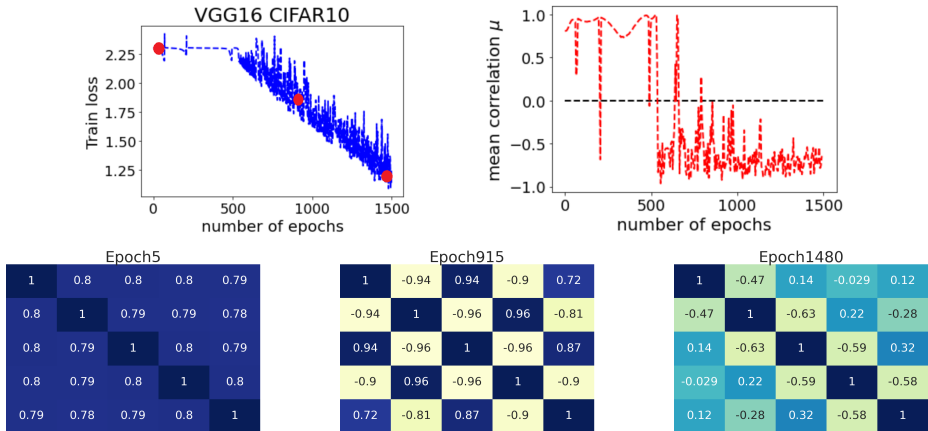 VGG16 CIFAR10
Train loss
2.25
2.00
1.75
1.50
1.25
0 500 1000 1500
number of epochs
mean correlation μ
1.0
0.5
0.0
−0.5
−1.0
0 500 1000 1500
number of epochs
Epoch5
1 0.8 0.8 0.8 0.79
0.8 1 0.79 0.79 0.78
0.8 0.79 1 0.8 0.79
0.8 0.79 0.8 1 0.8
0.79 0.78 0.79 0.8 1
Epoch915
1 -0.94 0.94 -0.9 0.72
-0.94 1 -0.96 0.96 -0.81
0.94 -0.96 1 -0.96 0.87
-0.9 0.96 -0.96 1 -0.9
0.72 -0.81 0.87 -0.9 1
Epoch1480
1 -0.47 0.14 -0.029 0.12
-0.47 1 -0.63 0.22 -0.28
0.14 -0.63 1 -0.59 0.32
-0.029 0.22 -0.59 1 -0.58
0.12 -0.28 0.32 -0.58 1